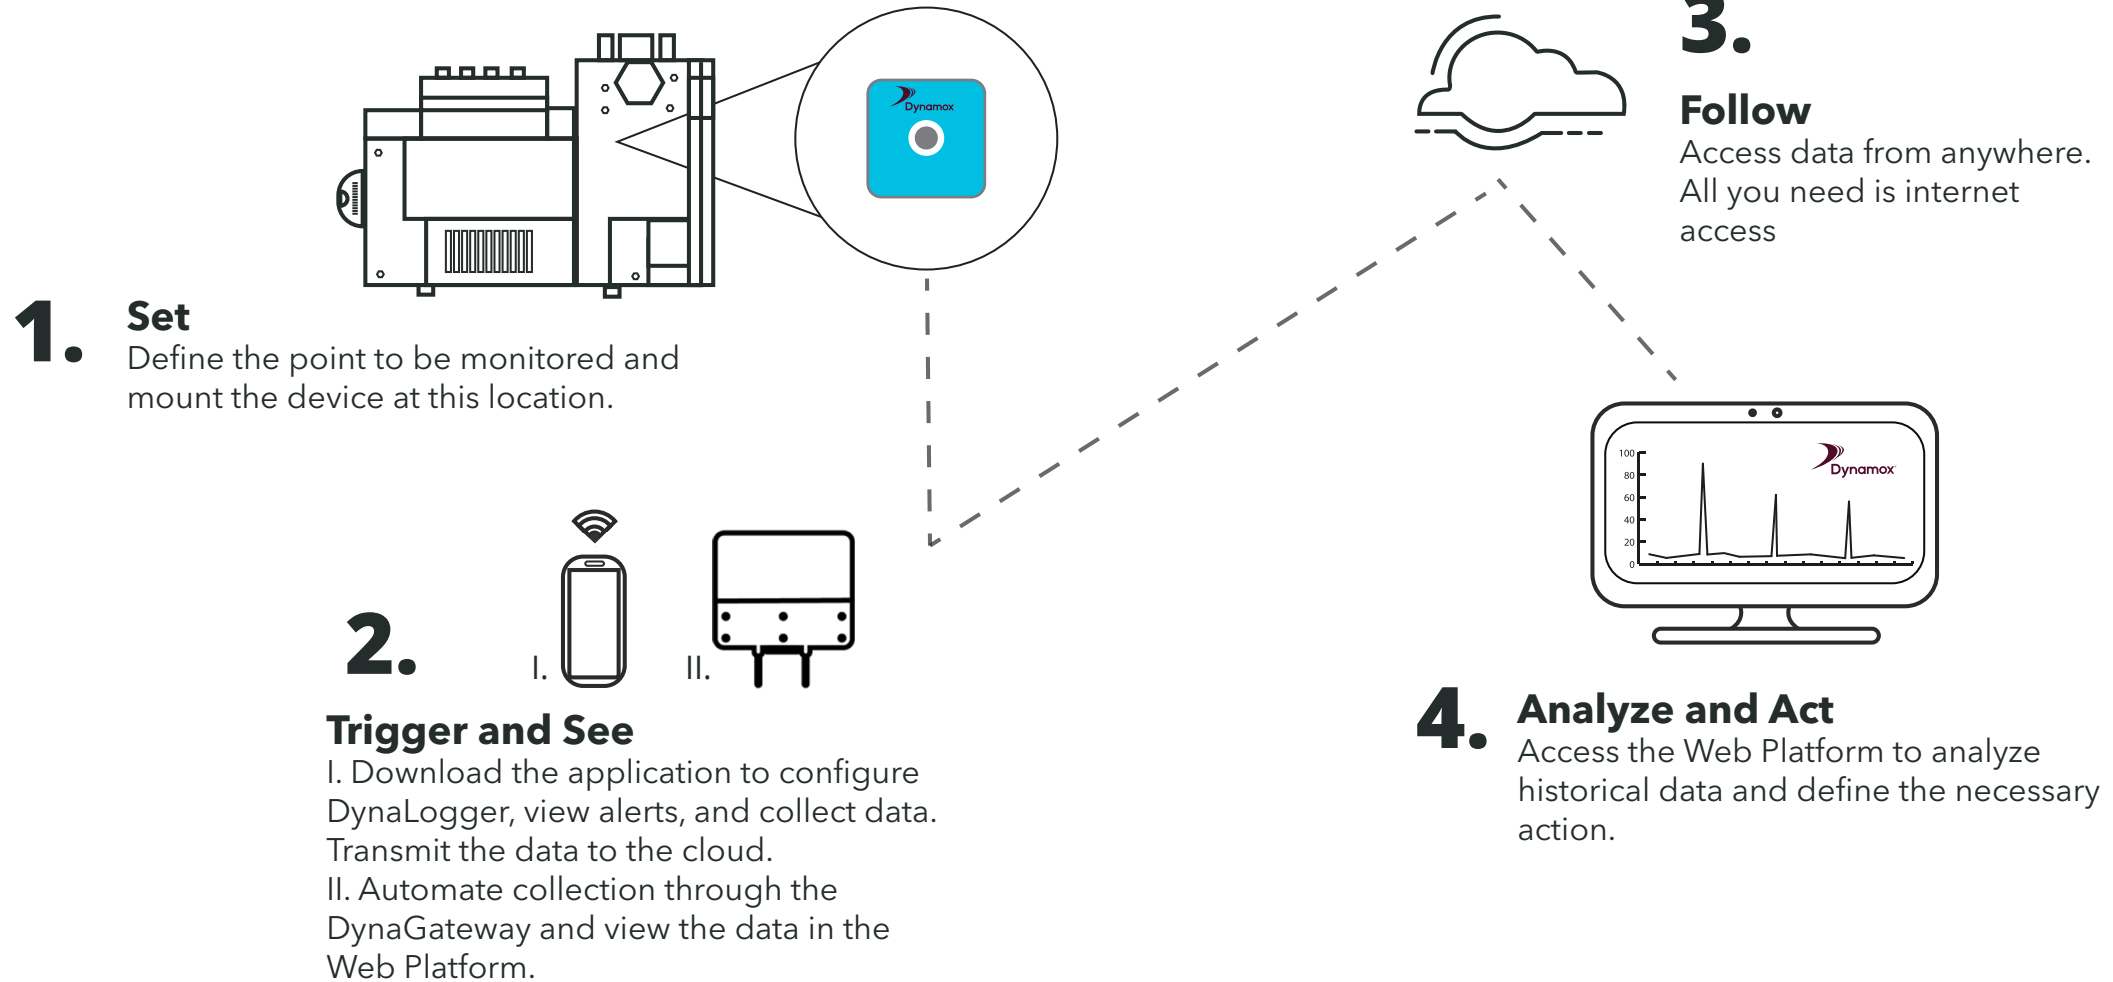 Dynamox
1.
Set
Define the point to be monitored and
mount the device at this location.
2.
I.
II.
Trigger and See
I. Download the application to configure
DynaLogger, view alerts, and collect data.
Transmit the data to the cloud.
II. Automate collection through the
DynaGateway and view the data in the
Web Platform.
3.
Follow
Access data from anywhere.
All you need is internet
access
Dynamox
100
80
60
40
20
0
4.
Analyze and Act
Access the Web Platform to analyze
historical data and define the necessary
action.